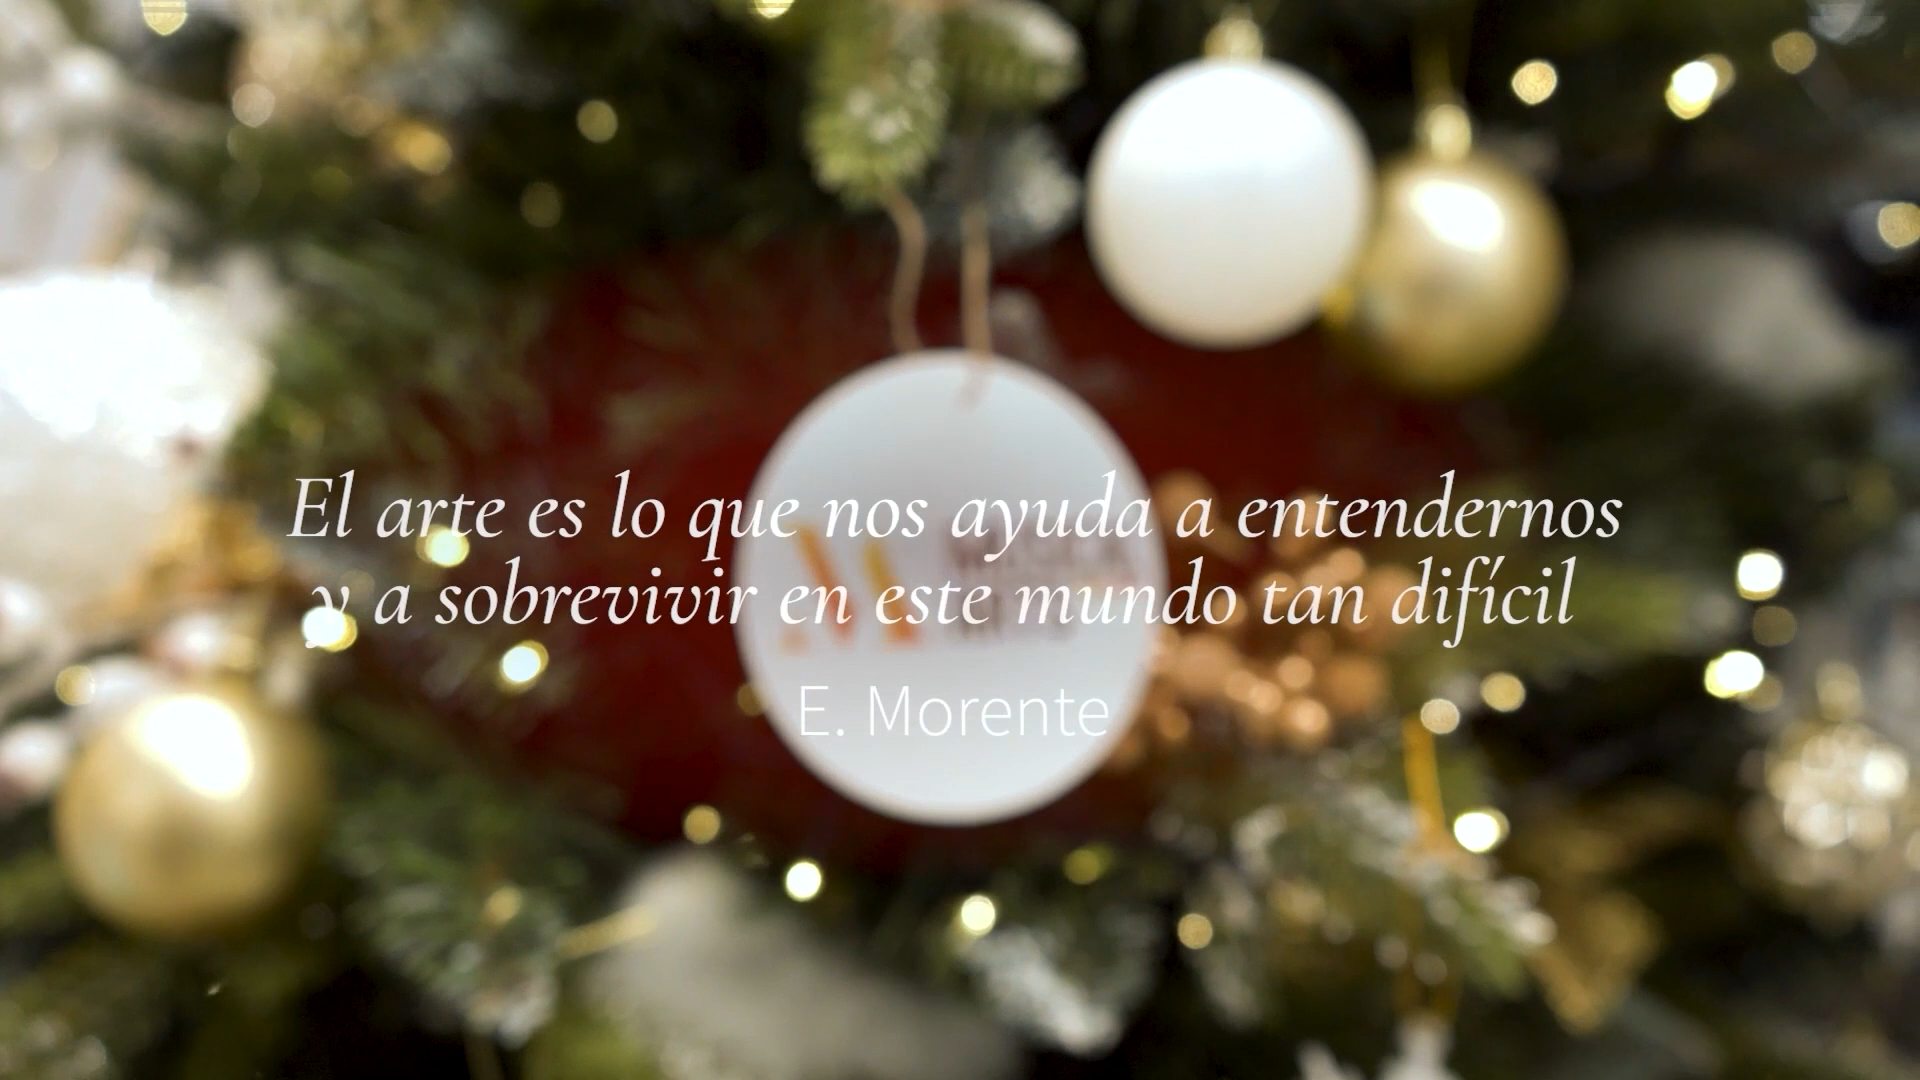 El arte es lo que nos ayuda a entendernos
y a sobrevivir en este mundo tan difícil
E. Morente